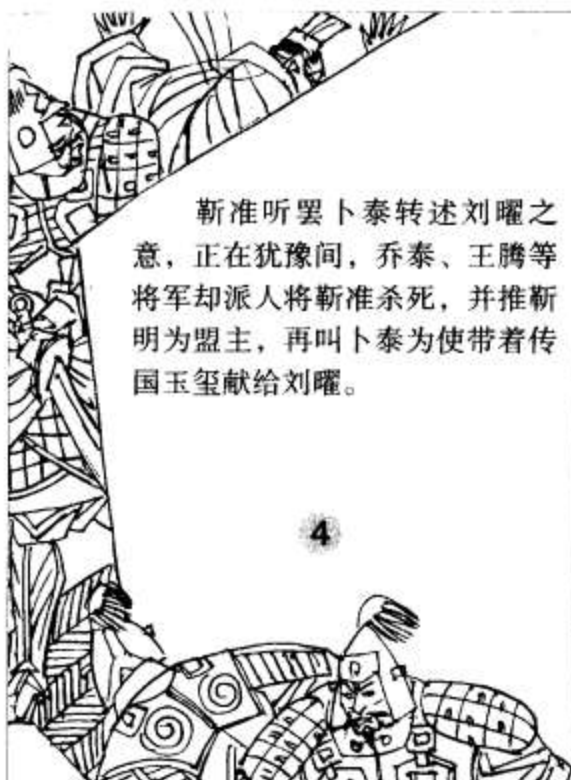 靳准听罢卜泰转述刘曜之
意，正在犹豫间，乔泰、王腾等
将军却派人将靳准杀死，并推靳
明为盟主，再叫卜泰为使带着传
国玉玺献给刘曜。
4